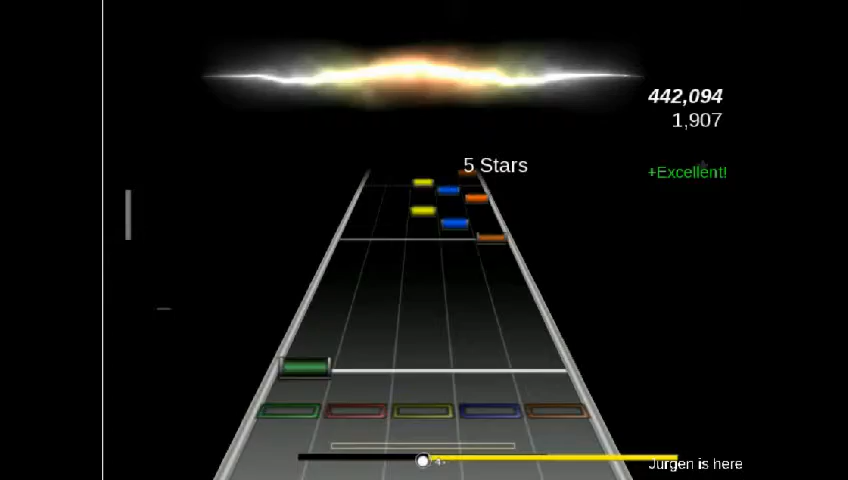 442,094
1,907
5 Stars
+Excellent!
Jurgen is here